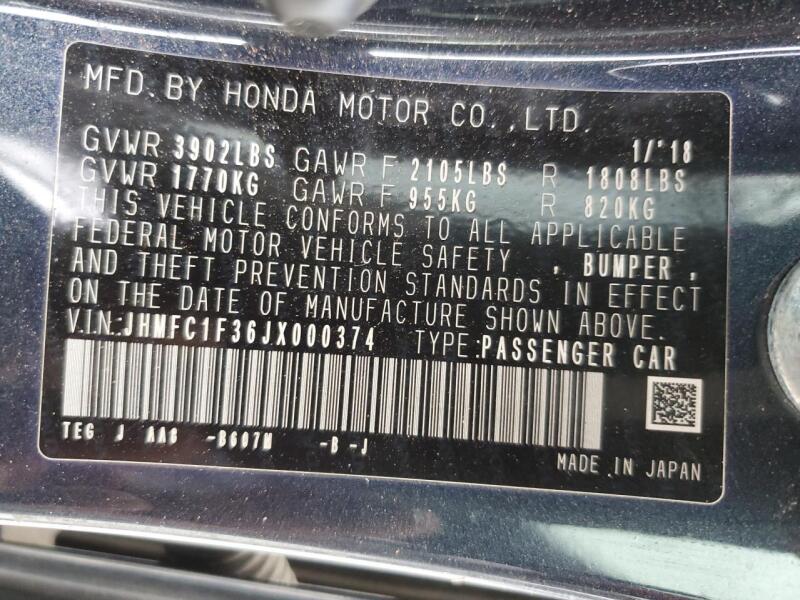 MFD. BY HONDA MOTOR CO.,LTD.
1/'18
GVWR 3902LBS GAWR F 2105LBS R 1808LBS
GVWR 1770KG GAWR F 955KG R 820KG
THIS VEHICLE CONFORMS TO ALL APPLICABLE
FEDERAL MOTOR VEHICLE SAFETY , BUMPER ,
AND THEFT PREVENTION STANDARDS IN EFFECT
ON THE DATE OF MANUFACTURE SHOWN ABOVE.
VIN:JHMFC1F36JX000374 TYPE:PASSENGER CAR
TEG J AA8 -B607M -B -J
MADE IN JAPAN